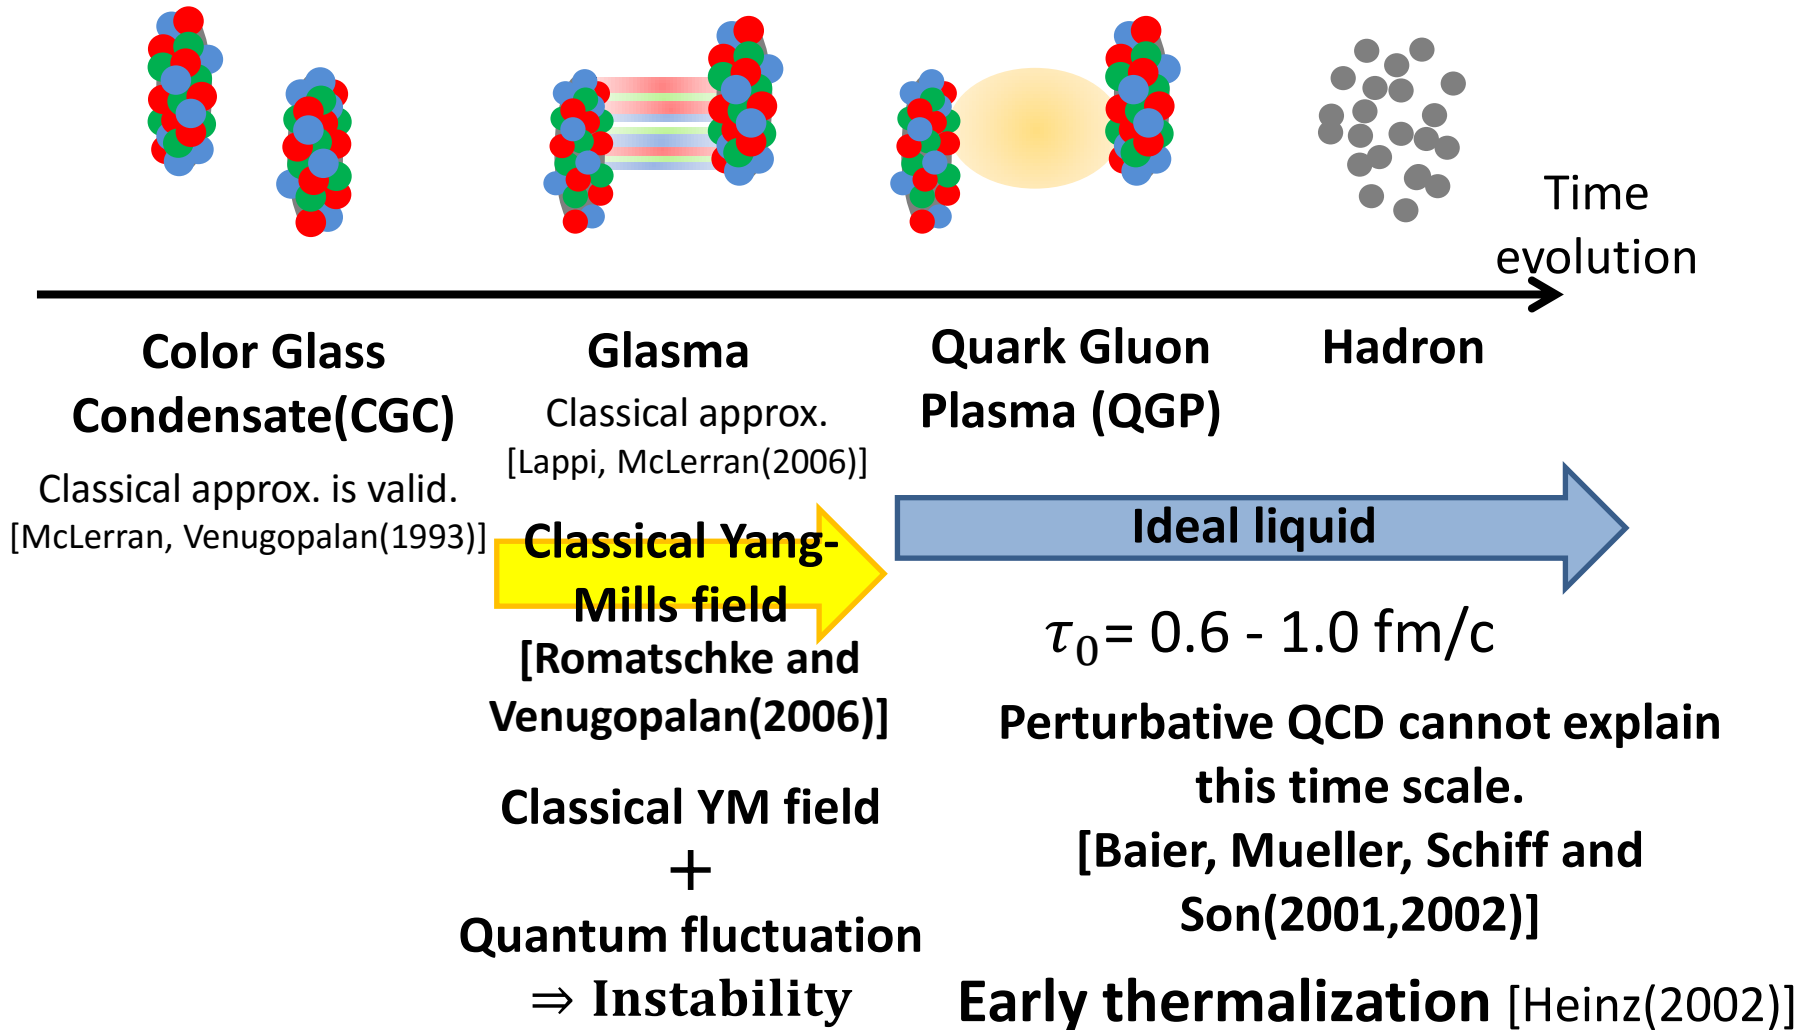 Time
evolution
Color Glass
Condensate(CGC)
Classical approx. is valid.
[McLerran, Venugopalan(1993)]
Glasma
Classical approx.
[Lappi, McLerran(2006)]
Classical Yang-
Mills field
[Romatschke and
Venugopalan(2006)]
Classical YM field
+
Quantum fluctuation
⇒ Instability
Quark Gluon
Plasma (QGP)
Hadron
Ideal liquid
τ₀= 0.6 - 1.0 fm/c
Perturbative QCD cannot explain
this time scale.
[Baier, Mueller, Schiff and
Son(2001,2002)]
Early thermalization [Heinz(2002)]